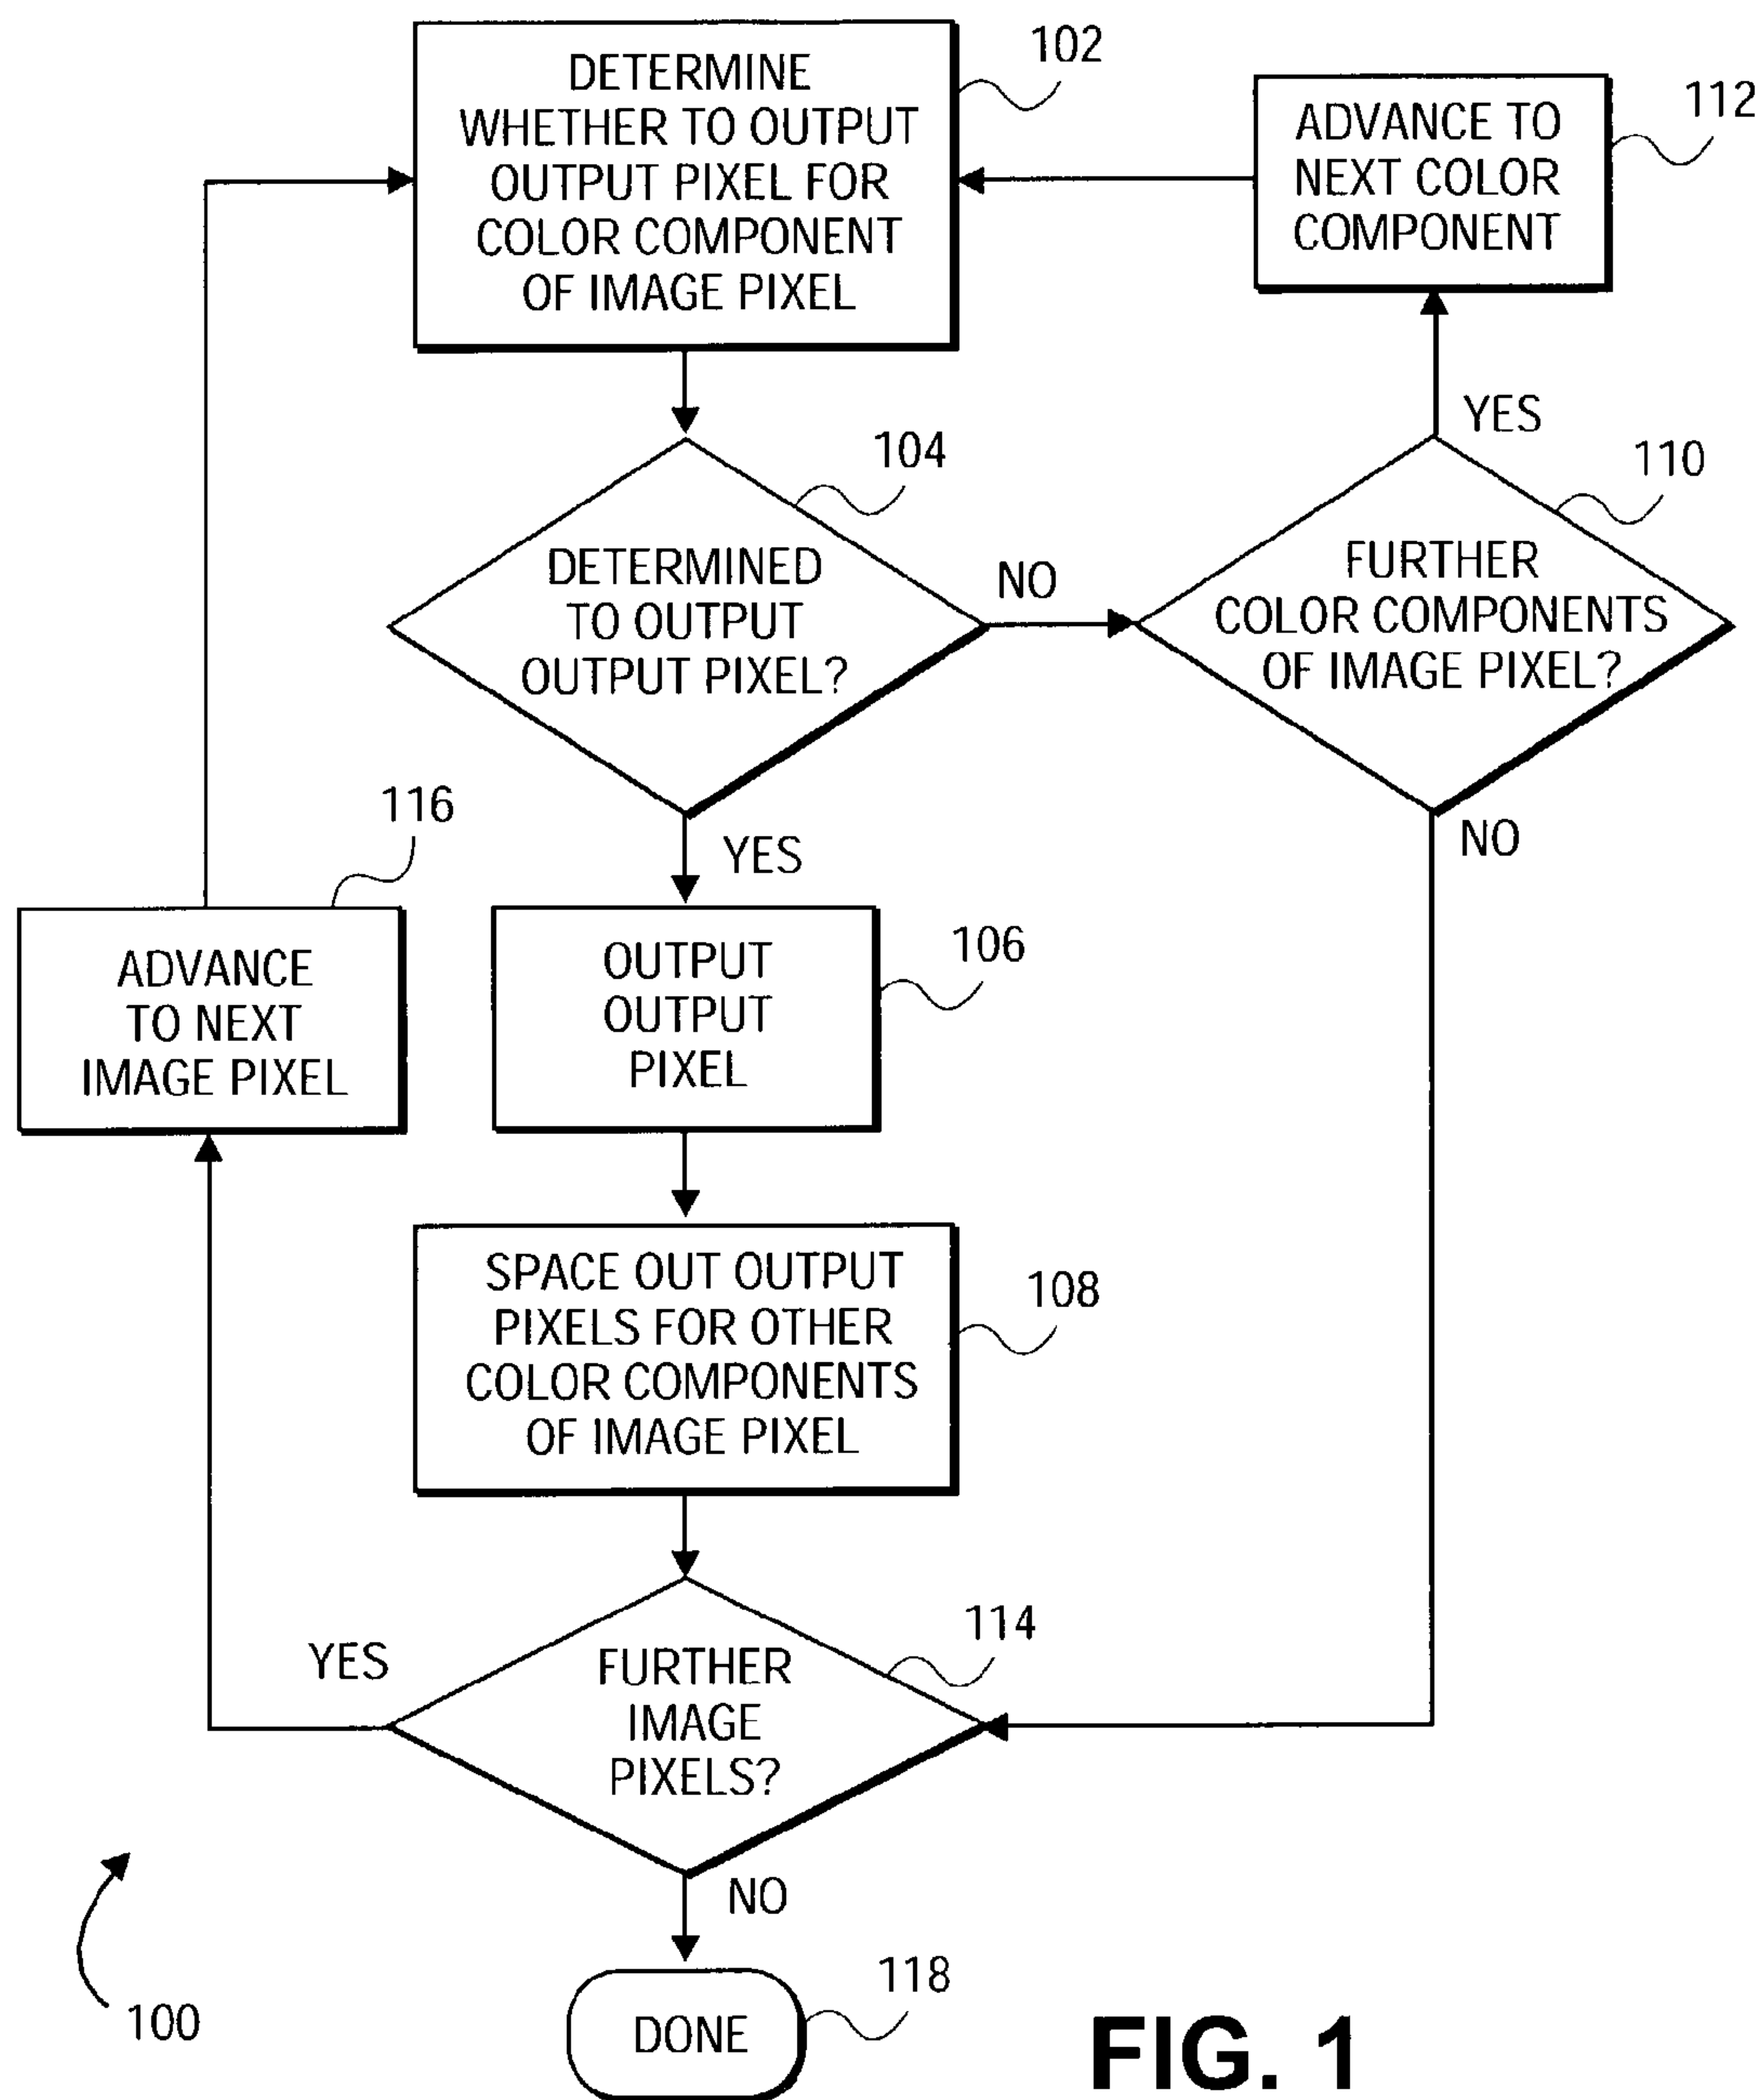 DETERMINE
WHETHER TO OUTPUT
OUTPUT PIXEL FOR
COLOR COMPONENT
OF IMAGE PIXEL
102
ADVANCE TO
NEXT COLOR
COMPONENT
112
YES
104
110
DETERMINED
TO OUTPUT
OUTPUT PIXEL?
NO
FURTHER
COLOR COMPONENTS
OF IMAGE PIXEL?
NO
116
YES
ADVANCE
TO NEXT
IMAGE PIXEL
OUTPUT
OUTPUT
PIXEL
106
SPACE OUT OUTPUT
PIXELS FOR OTHER
COLOR COMPONENTS
OF IMAGE PIXEL
108
YES
FURTHER
IMAGE
PIXELS?
114
NO
100
DONE
118
FIG. 1